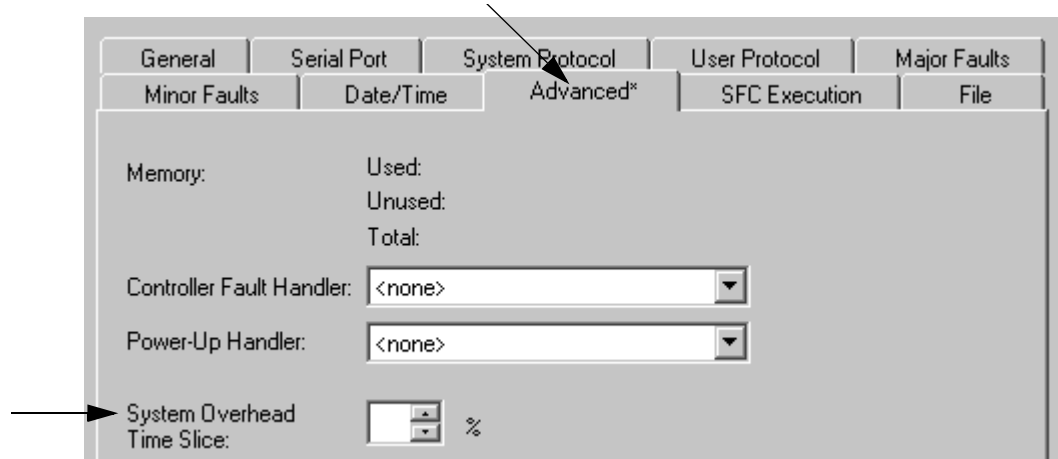 General Serial Port System Protocol User Protocol Major Faults
Minor Faults Date/Time Advanced* SFC Execution File
Memory: Used:
Unused:
Total:
Controller Fault Handler: <none>
Power-Up Handler: <none>
System Overhead
Time Slice: %